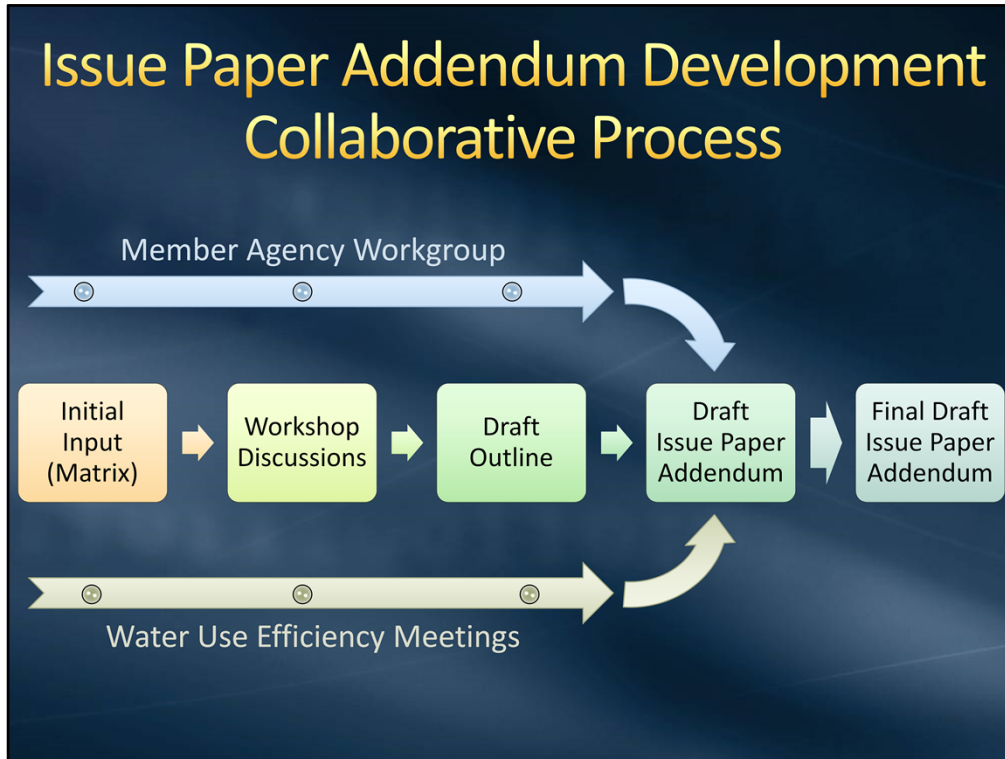 Issue Paper Addendum Development
Collaborative Process
Member Agency Workgroup
Initial
Input
(Matrix)
Workshop
Discussions
Draft
Outline
Draft
Issue Paper
Addendum
Final Draft
Issue Paper
Addendum
Water Use Efficiency Meetings